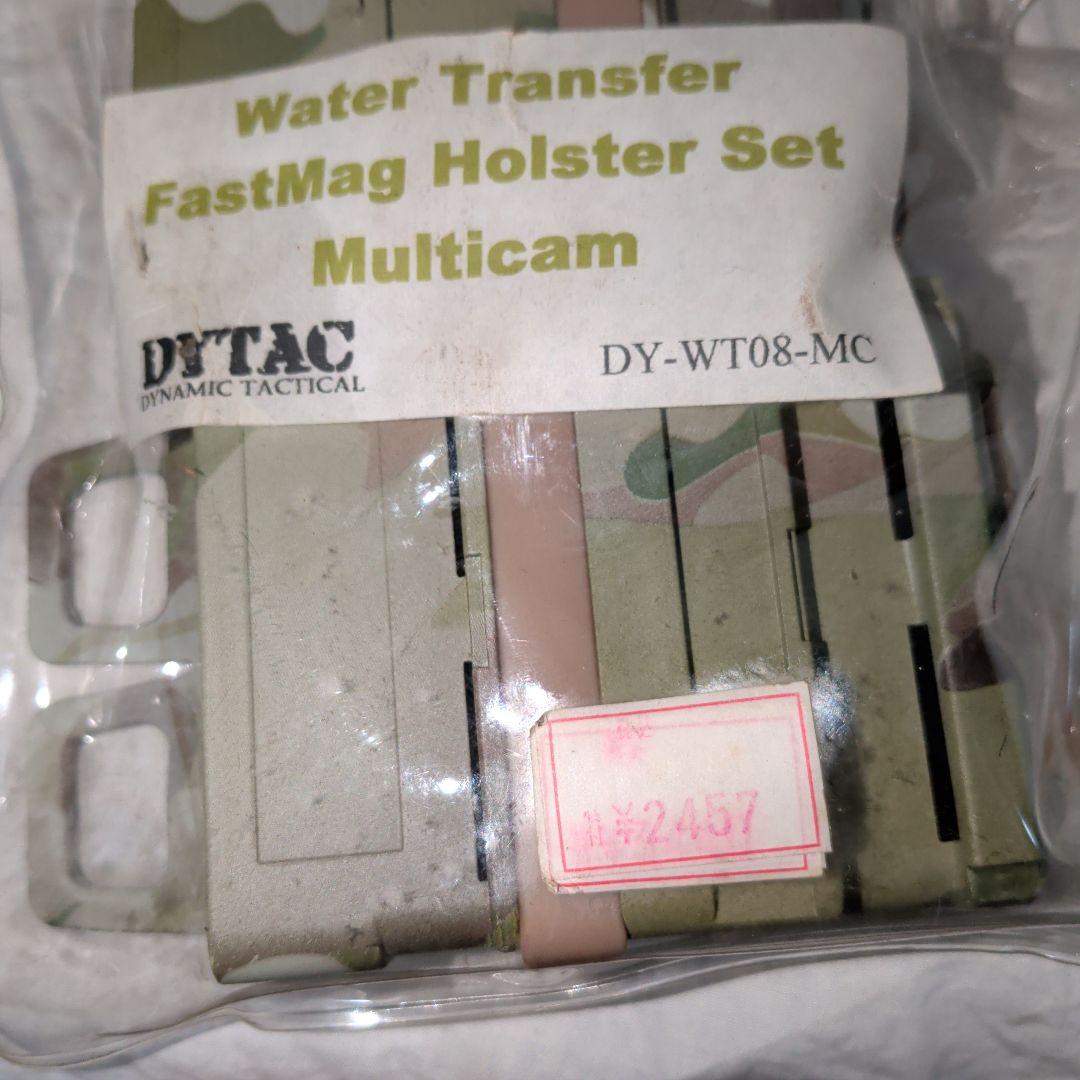 Water Transfer
FastMag Holster Set
Multicam
DYTAC
DYNAMIC TACTICAL
DY-WT08-MC
¥2457